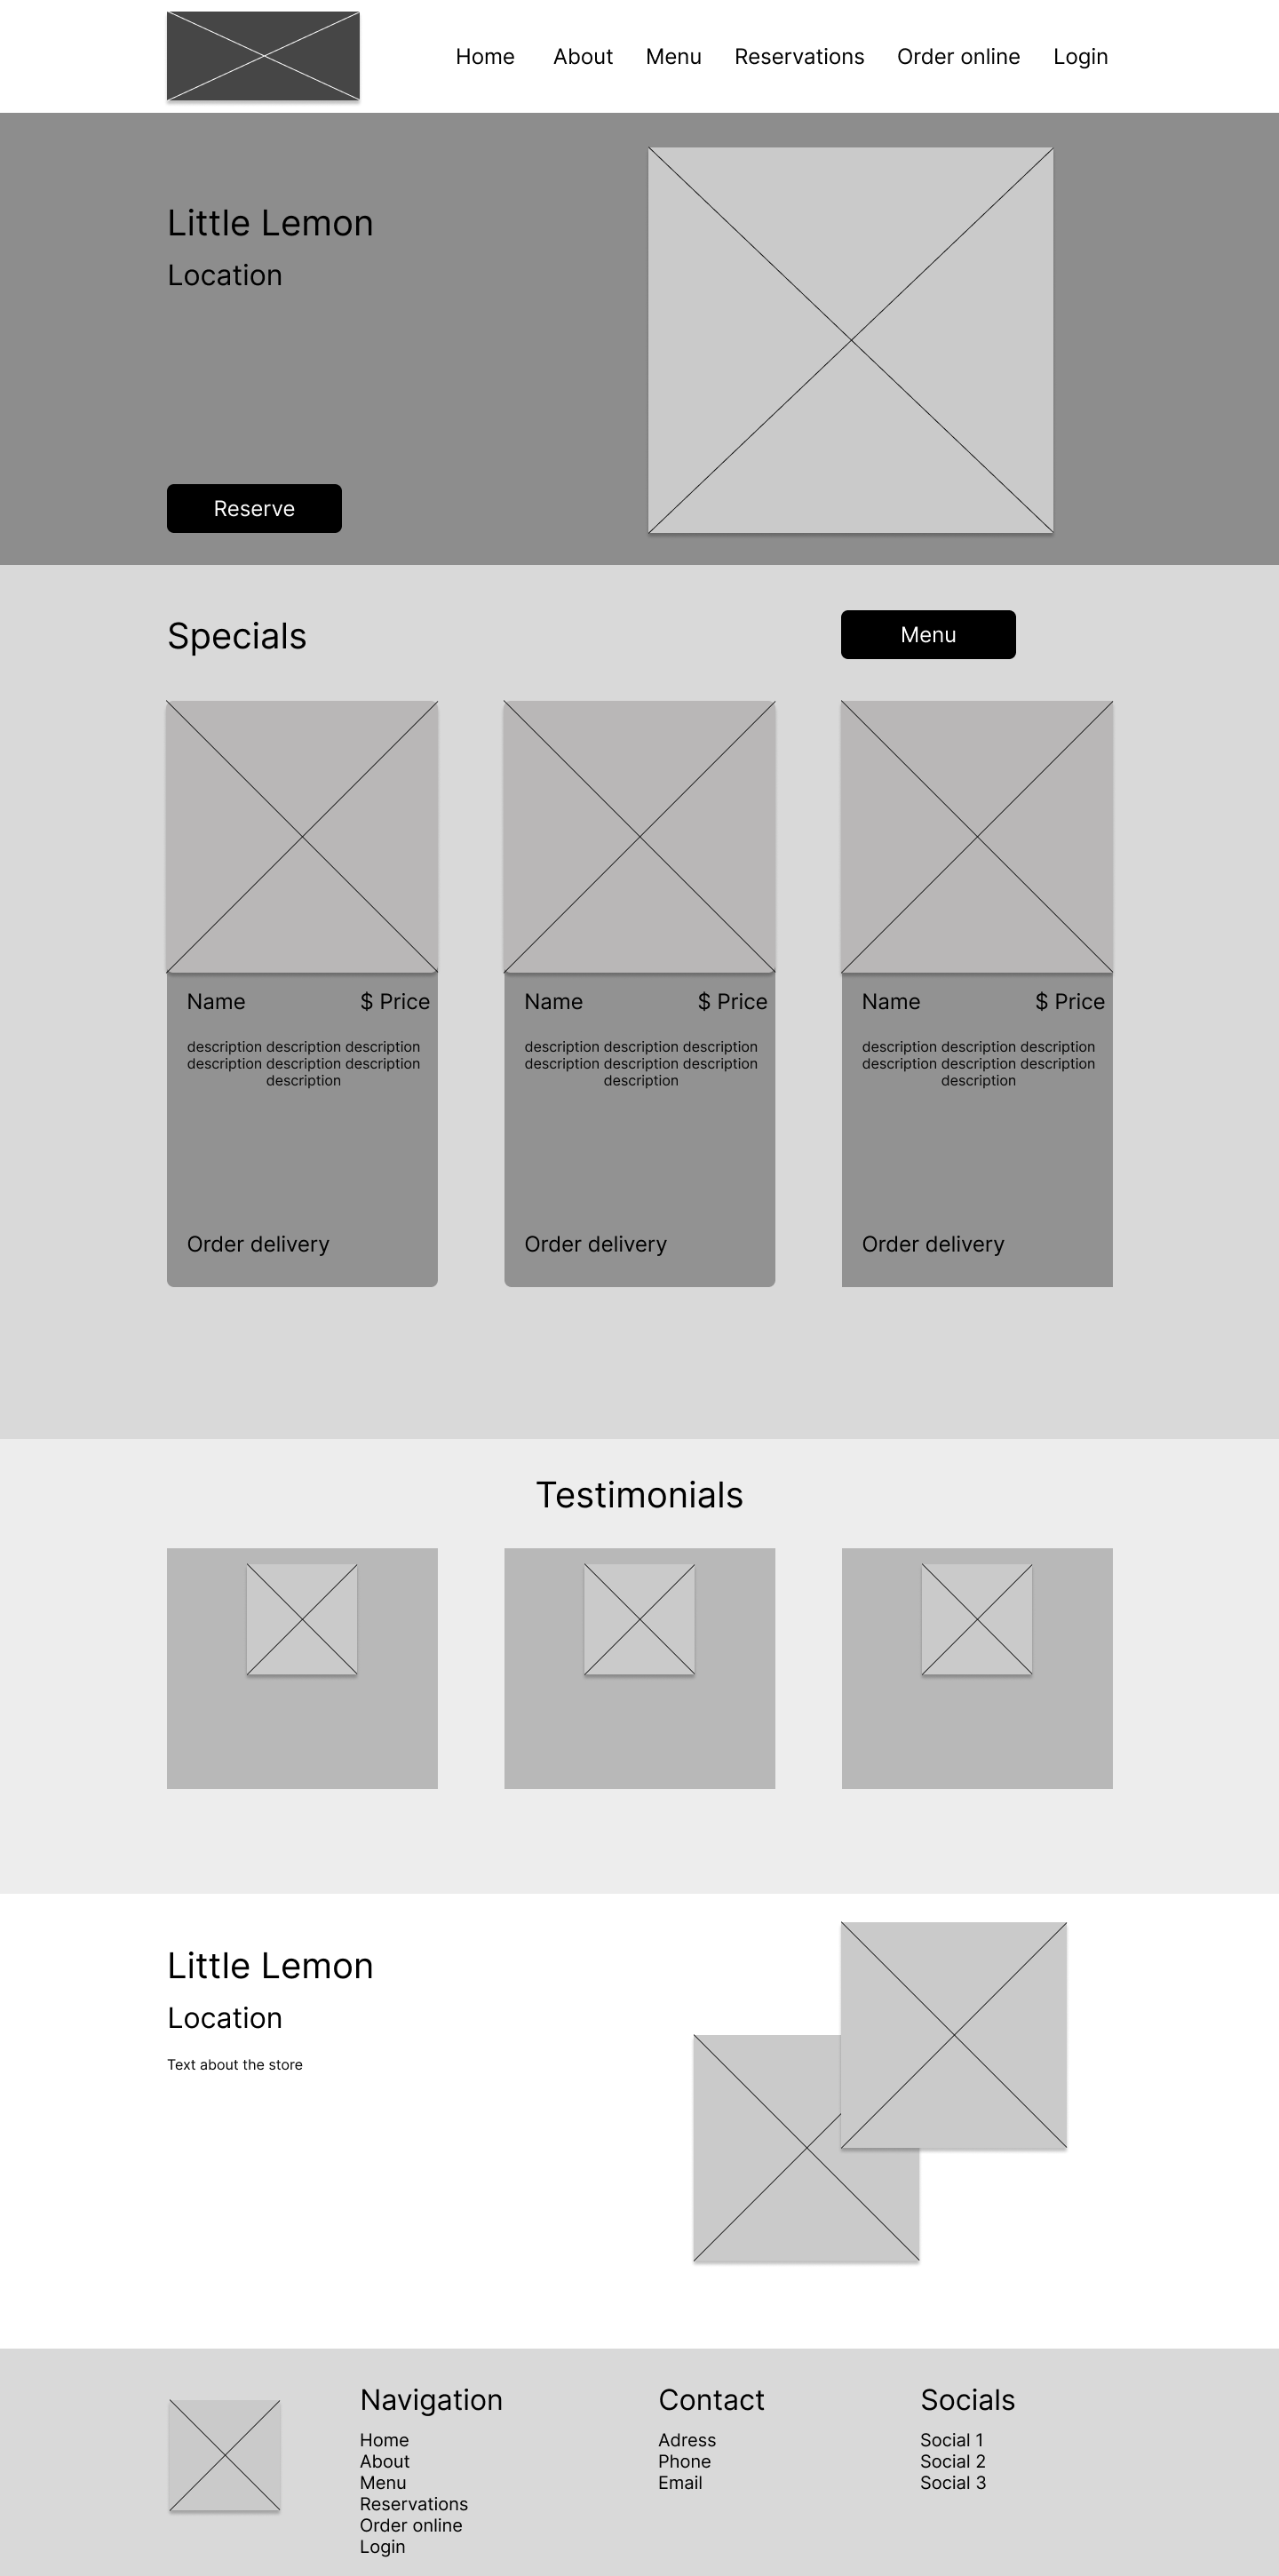 Home About Menu Reservations Order online Login
Little Lemon
Location
Reserve
Specials
Menu
Name $ Price
description description description
description description description
description
Order delivery
Name $ Price
description description description
description description description
description
Order delivery
Name $ Price
description description description
description description description
description
Order delivery
Testimonials
Little Lemon
Location
Text about the store
Navigation
Home
About
Menu
Reservations
Order online
Login
Contact
Adress
Phone
Email
Socials
Social 1
Social 2
Social 3